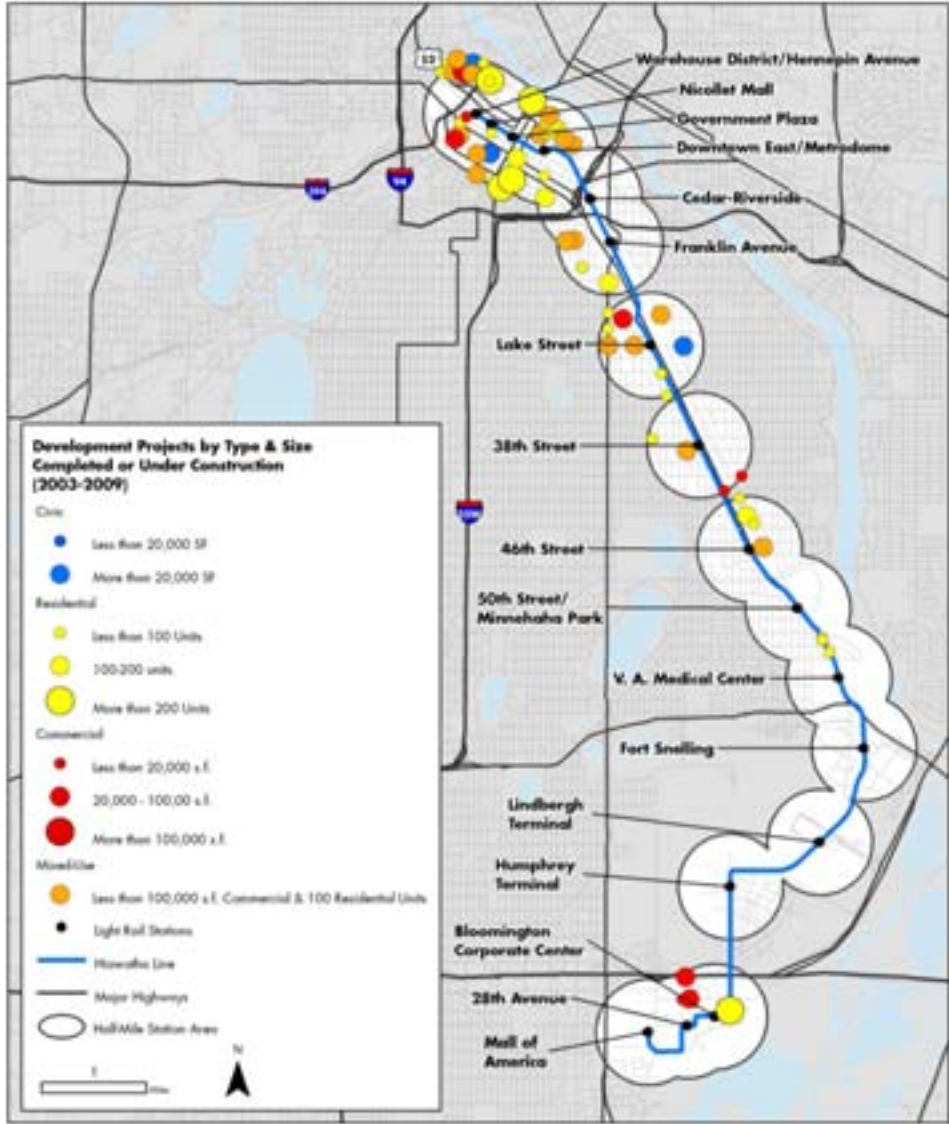 Warehouse District/Hennepin Avenue
Nicollet Mall
Government Plaza
Downtown East/Metrodome
Cedar-Riverside
Franklin Avenue
Lake Street
38th Street
46th Street
50th Street/
Minnehaha Park
V. A. Medical Center
Fort Snelling
Lindbergh
Terminal
Humphrey
Terminal
Bloomington
Corporate Center
28th Avenue
Mall of
America
94
Development Projects by Type & Size
Completed or Under Construction
(2003-2009)
Civic
Less than 20,000 SF
More than 20,000 SF
Residential
Less than 100 Units
100-200 units
More than 200 Units
Commercial
Less than 20,000 s.f.
20,000 - 100,00 s.f.
More than 100,000 s.f.
Mixed-Use
Less than 100,000 s.f. Commercial & 100 Residential Units
Light Rail Stations
Hiawatha Line
Major Highways
Half-Mile Station Area
1
Miles
N